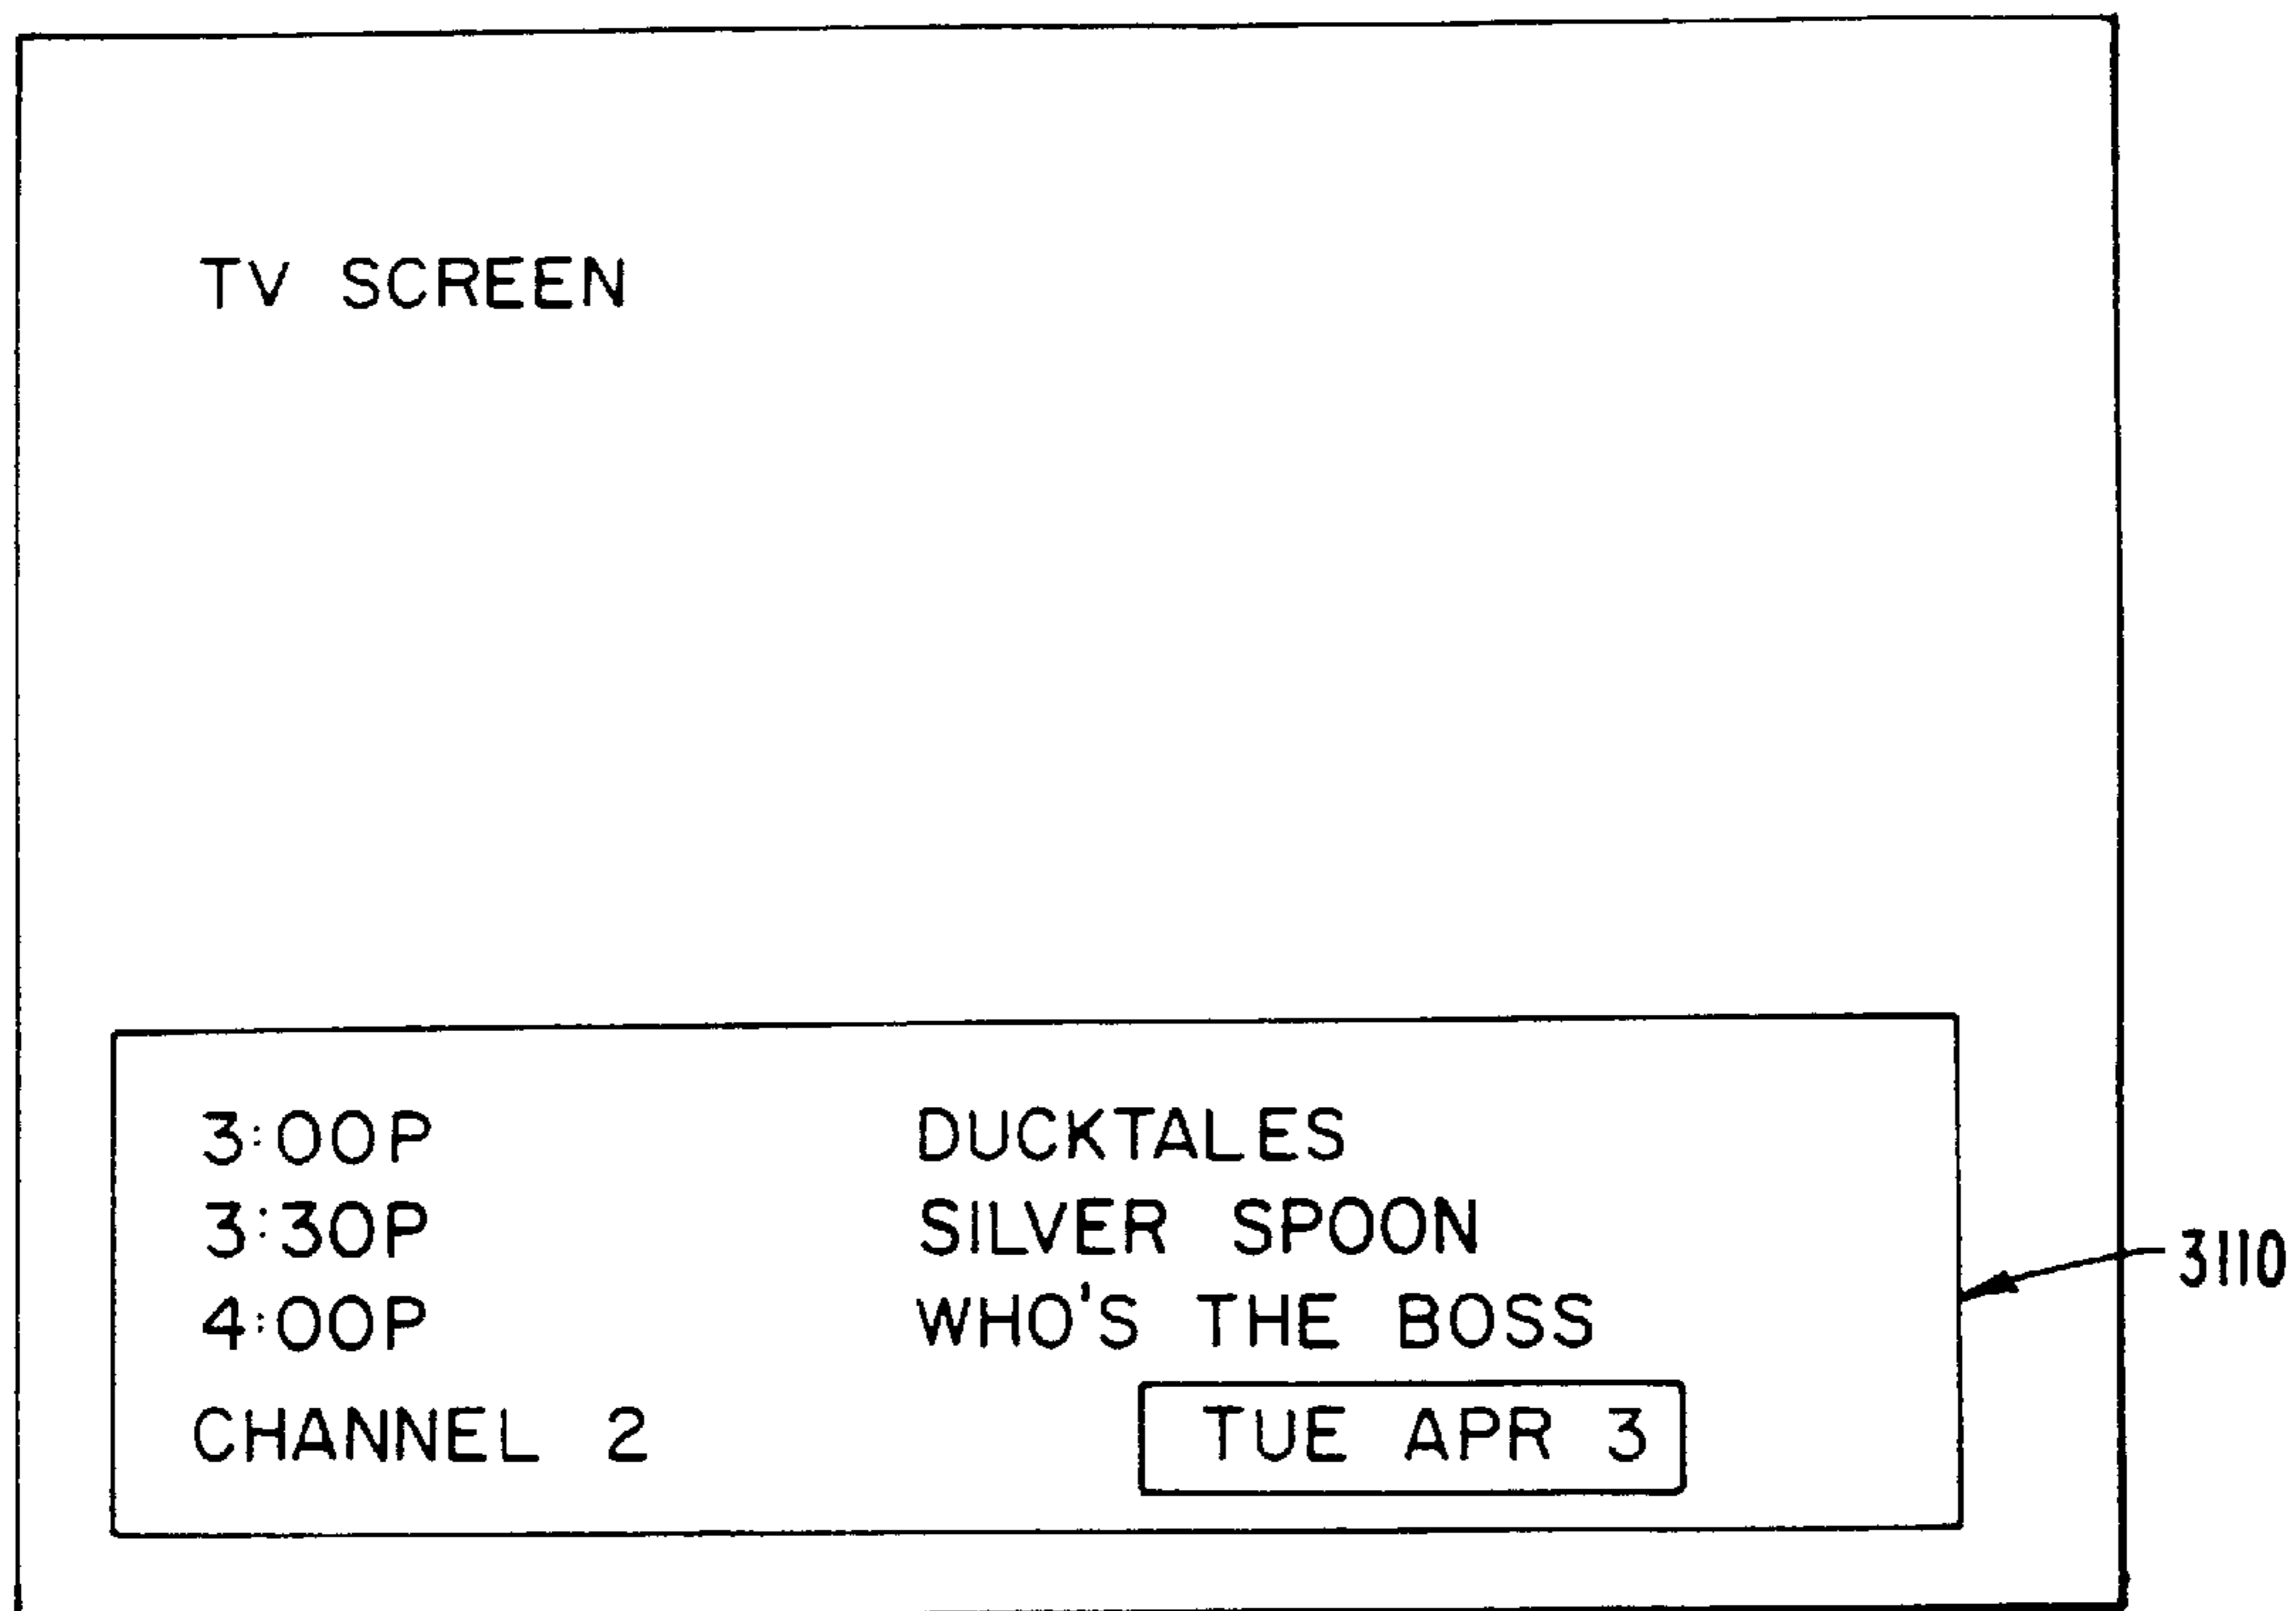 TV SCREEN
3:00P DUCKTALES
3:30P SILVER SPOON
4:00P WHO'S THE BOSS
3110
CHANNEL 2 TUE APR 3